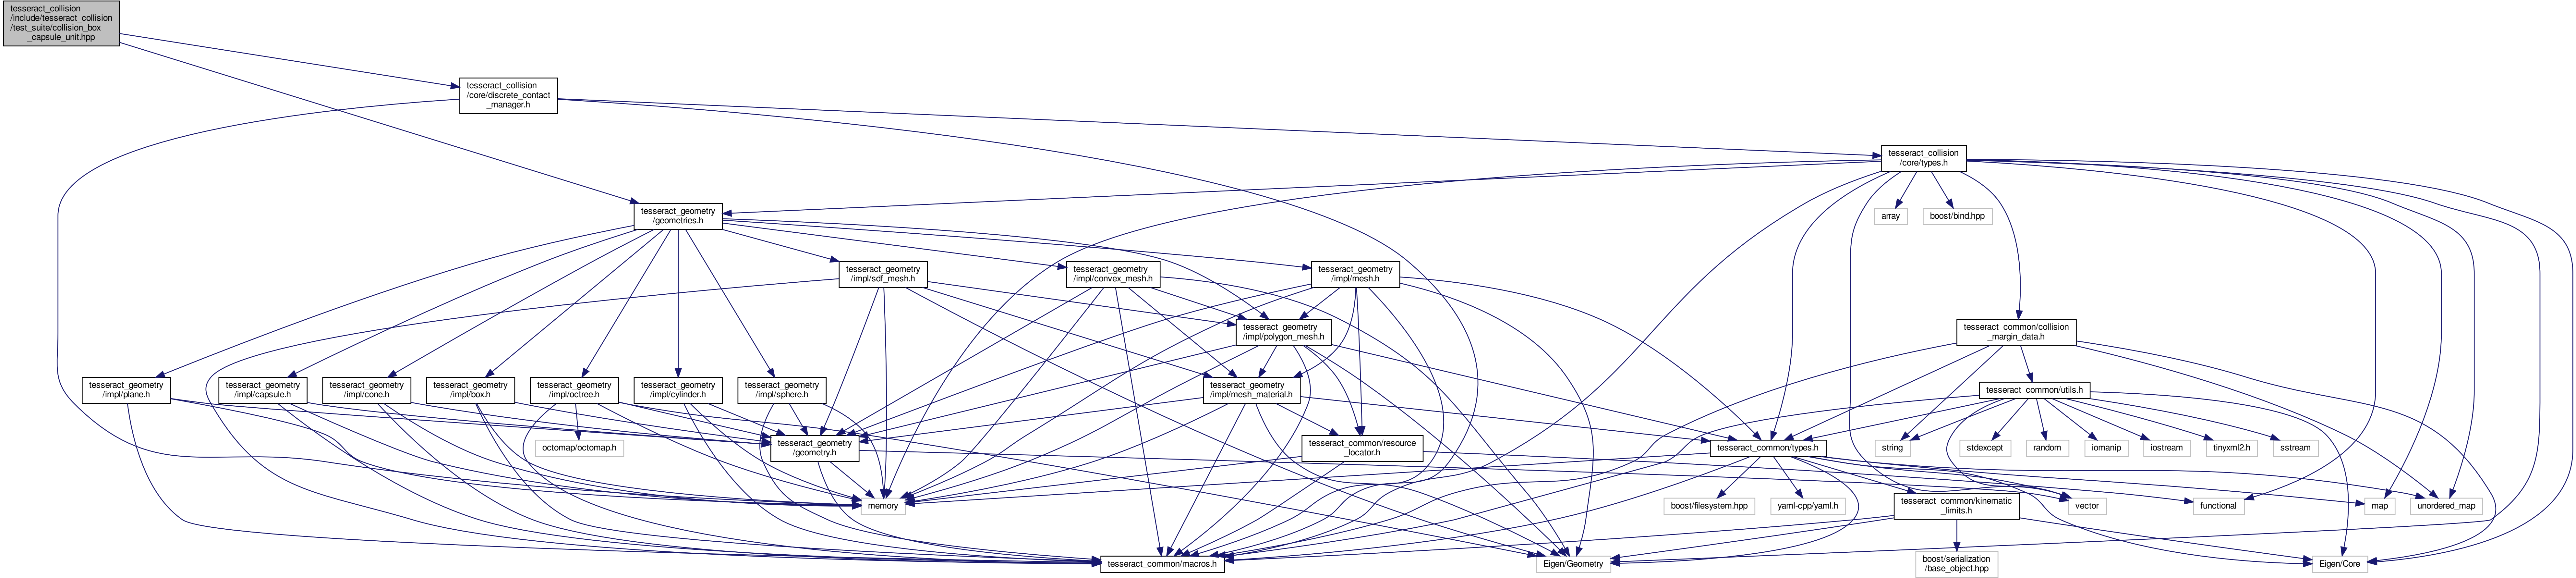 tesseract_collision
/include/tesseract_collision
/test_suite/collision_box
_capsule_unit.hpp
tesseract_collision
/core/discrete_contact
_manager.h
tesseract_collision
/core/types.h
tesseract_geometry
/geometries.h
array
boost/bind.hpp
tesseract_geometry
/impl/sdf_mesh.h
tesseract_geometry
/impl/convex_mesh.h
tesseract_geometry
/impl/mesh.h
tesseract_geometry
/impl/polygon_mesh.h
tesseract_common/collision
_margin_data.h
tesseract_geometry
/impl/plane.h
tesseract_geometry
/impl/capsule.h
tesseract_geometry
/impl/cone.h
tesseract_geometry
/impl/box.h
tesseract_geometry
/impl/octree.h
tesseract_geometry
/impl/cylinder.h
tesseract_geometry
/impl/sphere.h
tesseract_geometry
/impl/mesh_material.h
tesseract_common/utils.h
octomap/octomap.h
tesseract_geometry
/geometry.h
tesseract_common/resource
_locator.h
tesseract_common/types.h
string
stdexcept
random
iomanip
iostream
tinyxml2.h
sstream
memory
boost/filesystem.hpp
yaml-cpp/yaml.h
tesseract_common/kinematic
_limits.h
vector
functional
map
unordered_map
tesseract_common/macros.h
Eigen/Geometry
boost/serialization
/base_object.hpp
Eigen/Core